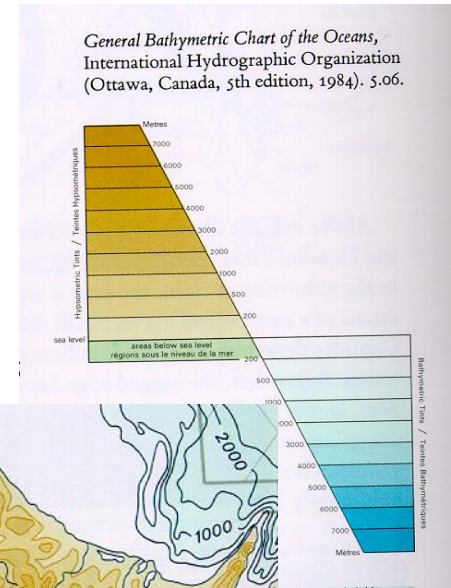 General Bathymetric Chart of the Oceans,
International Hydrographic Organization
(Ottawa, Canada, 5th edition, 1984). 5.06.
Metres
7000
6000
5000
4000
3000
2000
1000
500
200
Hypsometric Tints / Teintes Hypsométriques
sea level
areas below sea level
régions sous le niveau de la mer
200
500
1000
2000
3000
4000
5000
6000
7000
Mètres
Bathymetric Tints / Teintes Bathymétriques
2000
1000